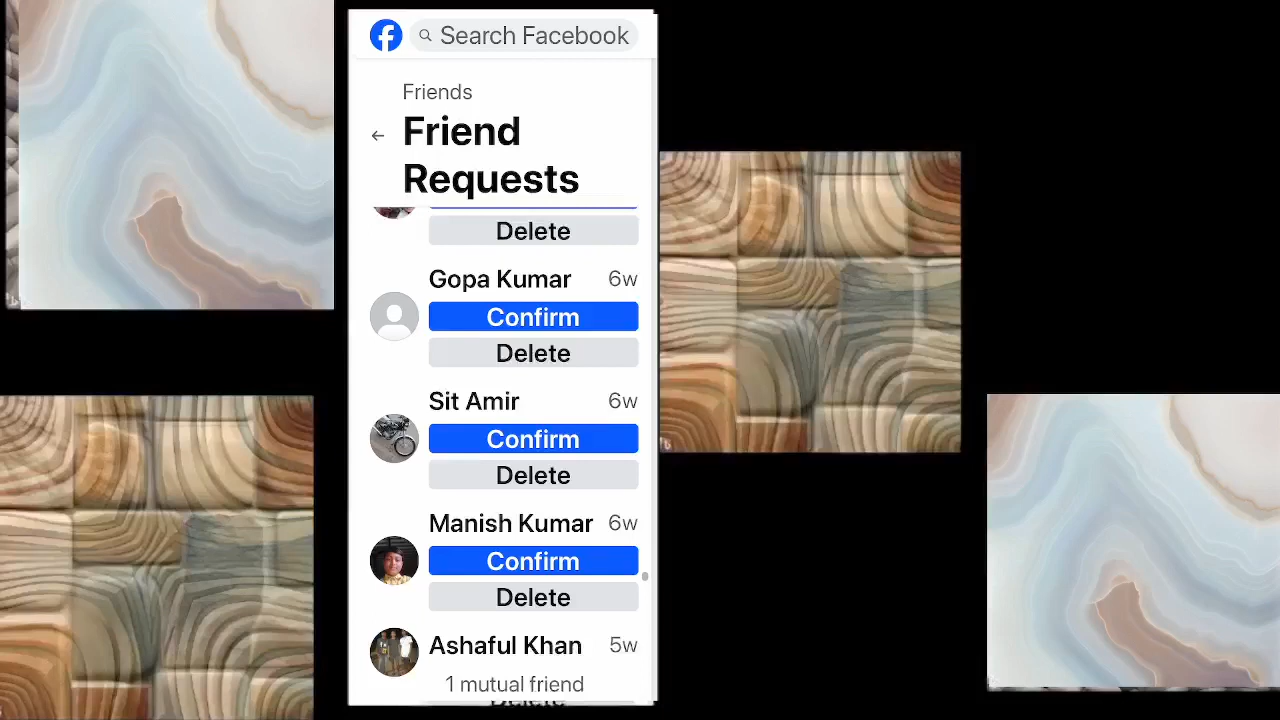 Search Facebook
Friends
Friend
Requests
Delete
Gopa Kumar 6w
Confirm
Delete
Sit Amir 6w
Confirm
Delete
Manish Kumar 6w
Confirm
Delete
Ashaful Khan 5w
1 mutual friend
Delete